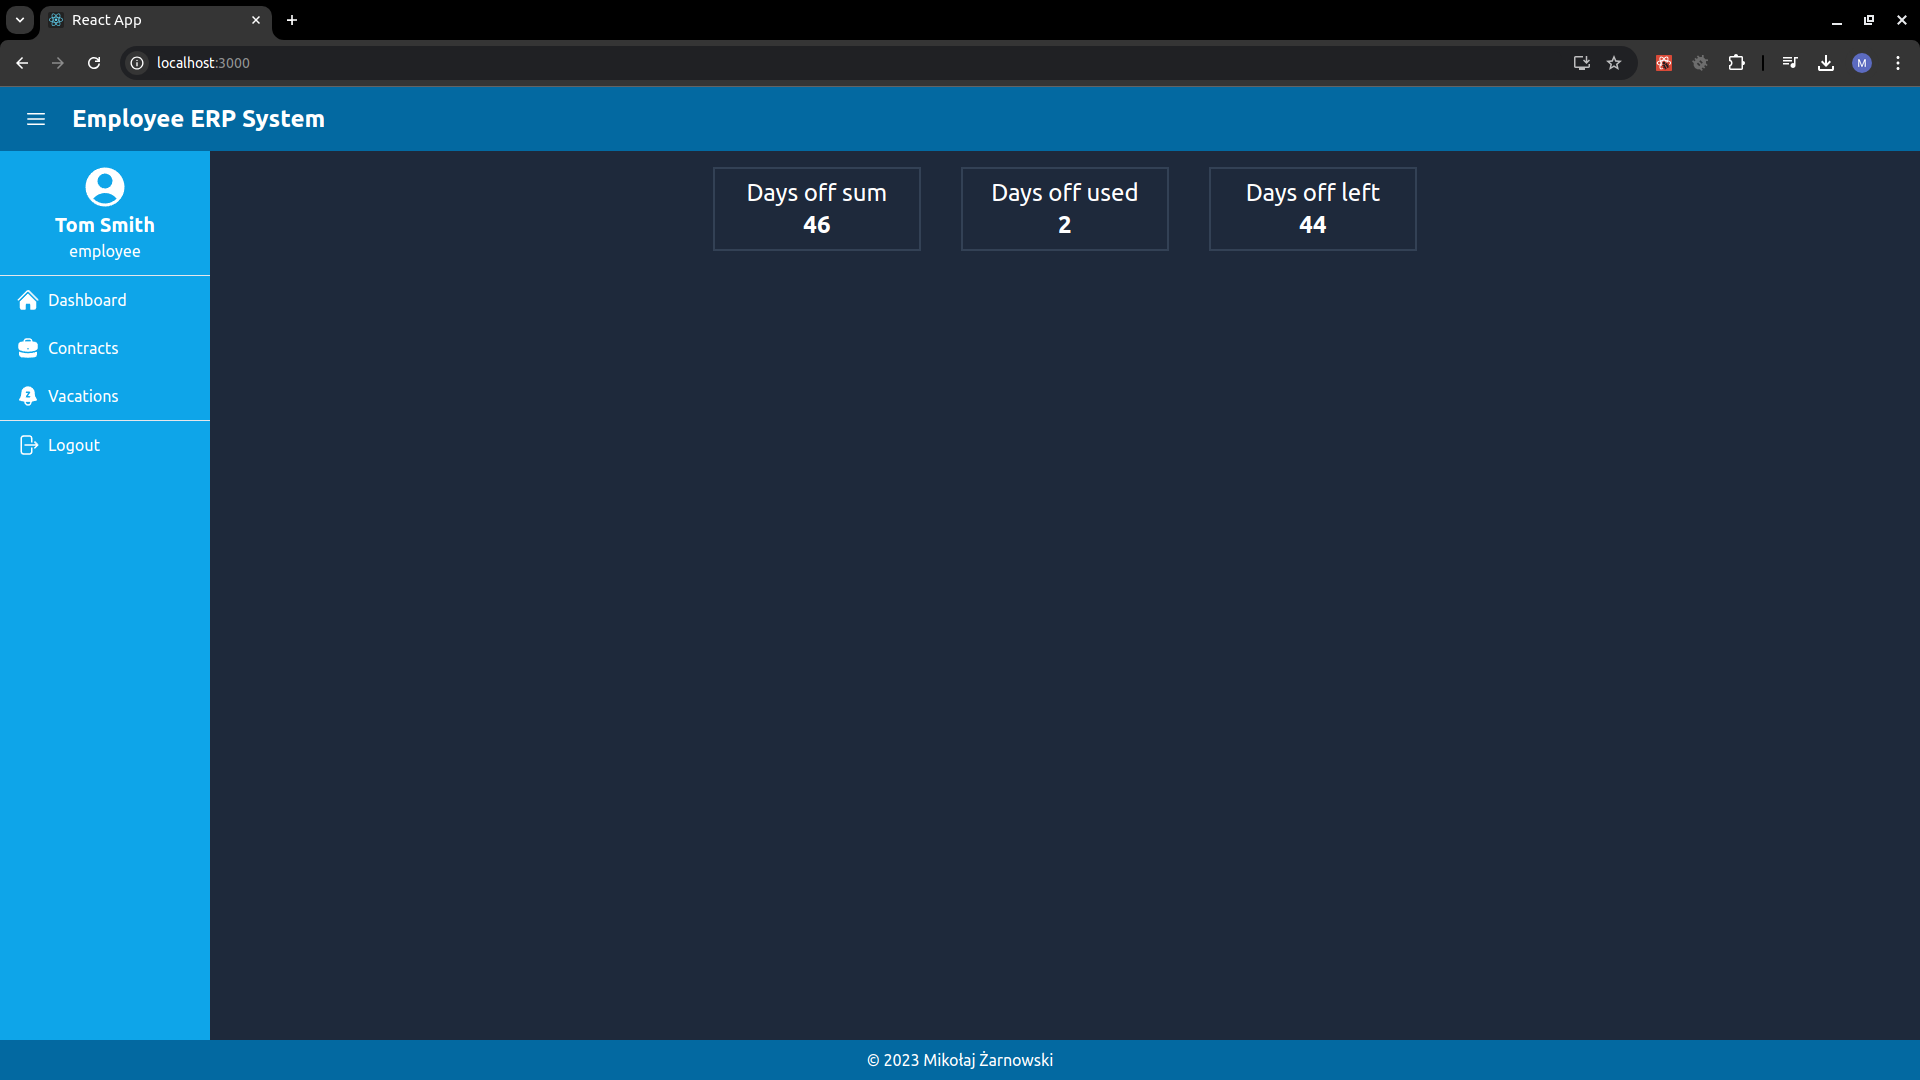 React App
localhost:3000
M
Employee ERP System
Tom Smith
employee
Dashboard
Contracts
Vacations
Logout
Days off sum
46
Days off used
2
Days off left
44
© 2023 Mikołaj Żarnowski